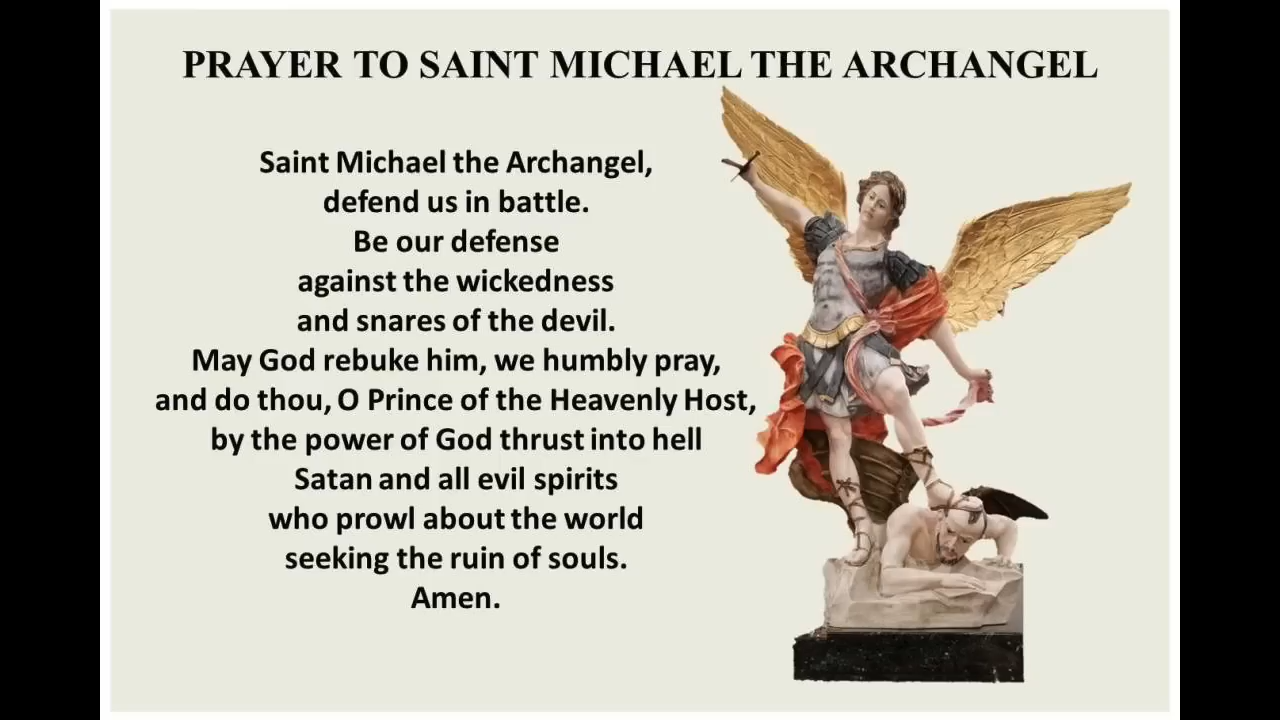 PRAYER TO SAINT MICHAEL THE ARCHANGEL
Saint Michael the Archangel,
defend us in battle.
Be our defense
against the wickedness
and snares of the devil.
May God rebuke him, we humbly pray,
and do thou, O Prince of the Heavenly Host,
by the power of God thrust into hell
Satan and all evil spirits
who prowl about the world
seeking the ruin of souls.
Amen.